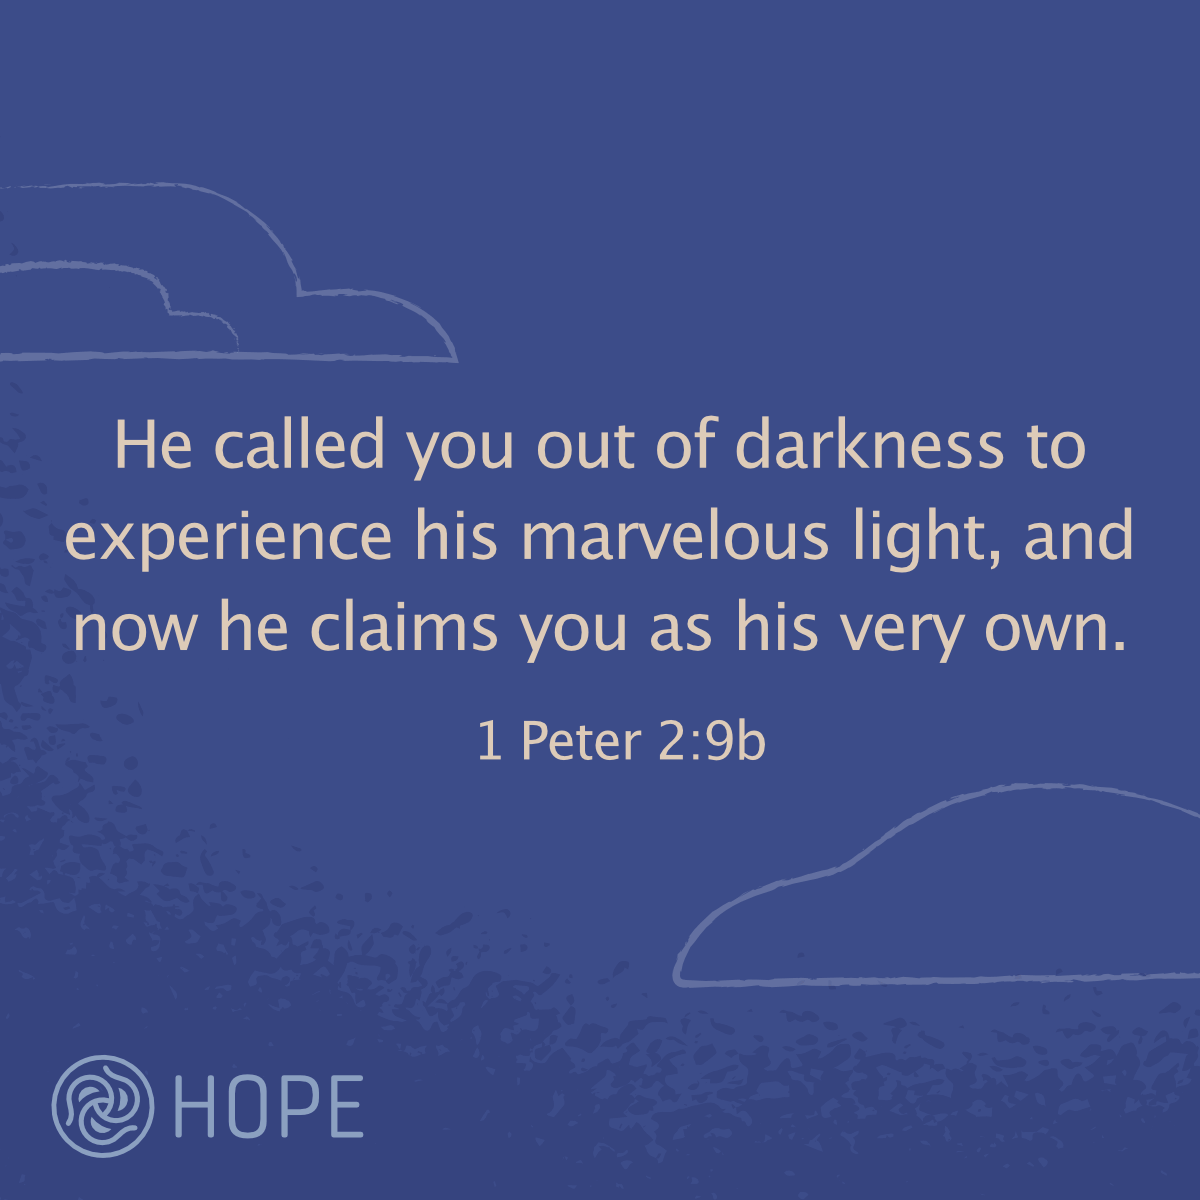 He called you out of darkness to
experience his marvelous light, and
now he claims you as his very own.
1 Peter 2:9b
HOPE